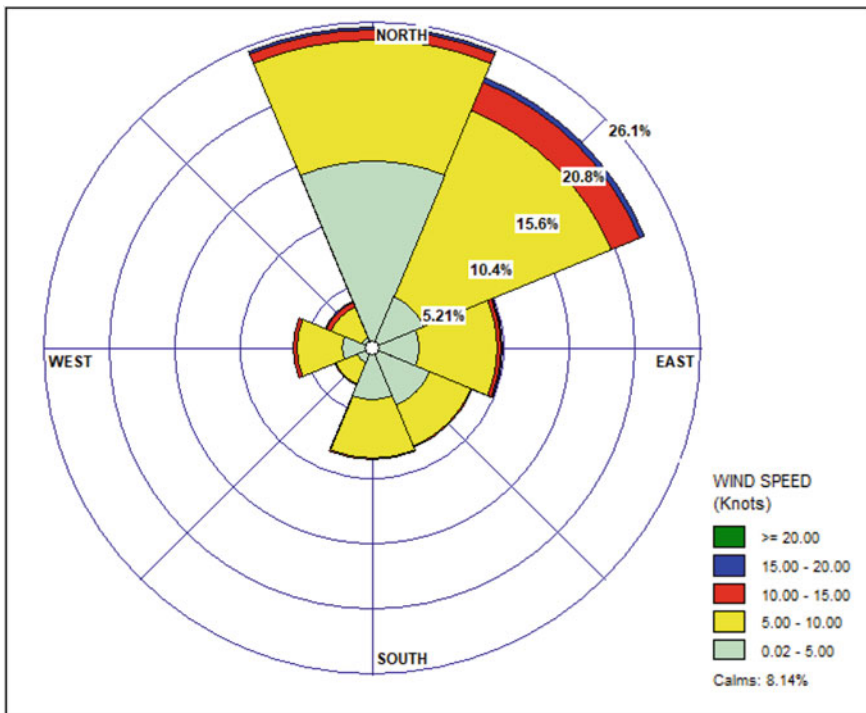 NORTH
26.1%
20.8%
15.6%
10.4%
5.21%
WEST
EAST
SOUTH
WIND SPEED
(Knots)
>= 20.00
15.00 - 20.00
10.00 - 15.00
5.00 - 10.00
0.02 - 5.00
Calms: 8.14%